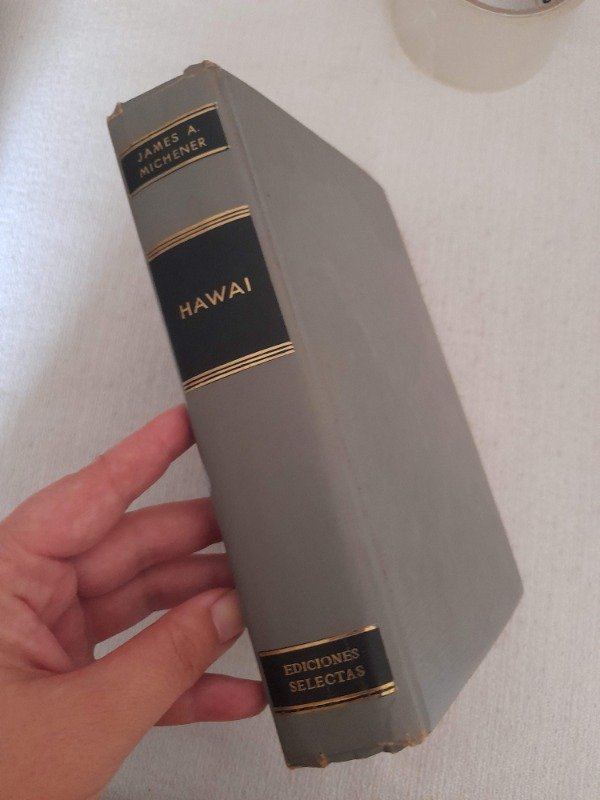 JAMES A.
MICHENER
HAWAI
EDICIONES
SELECTAS